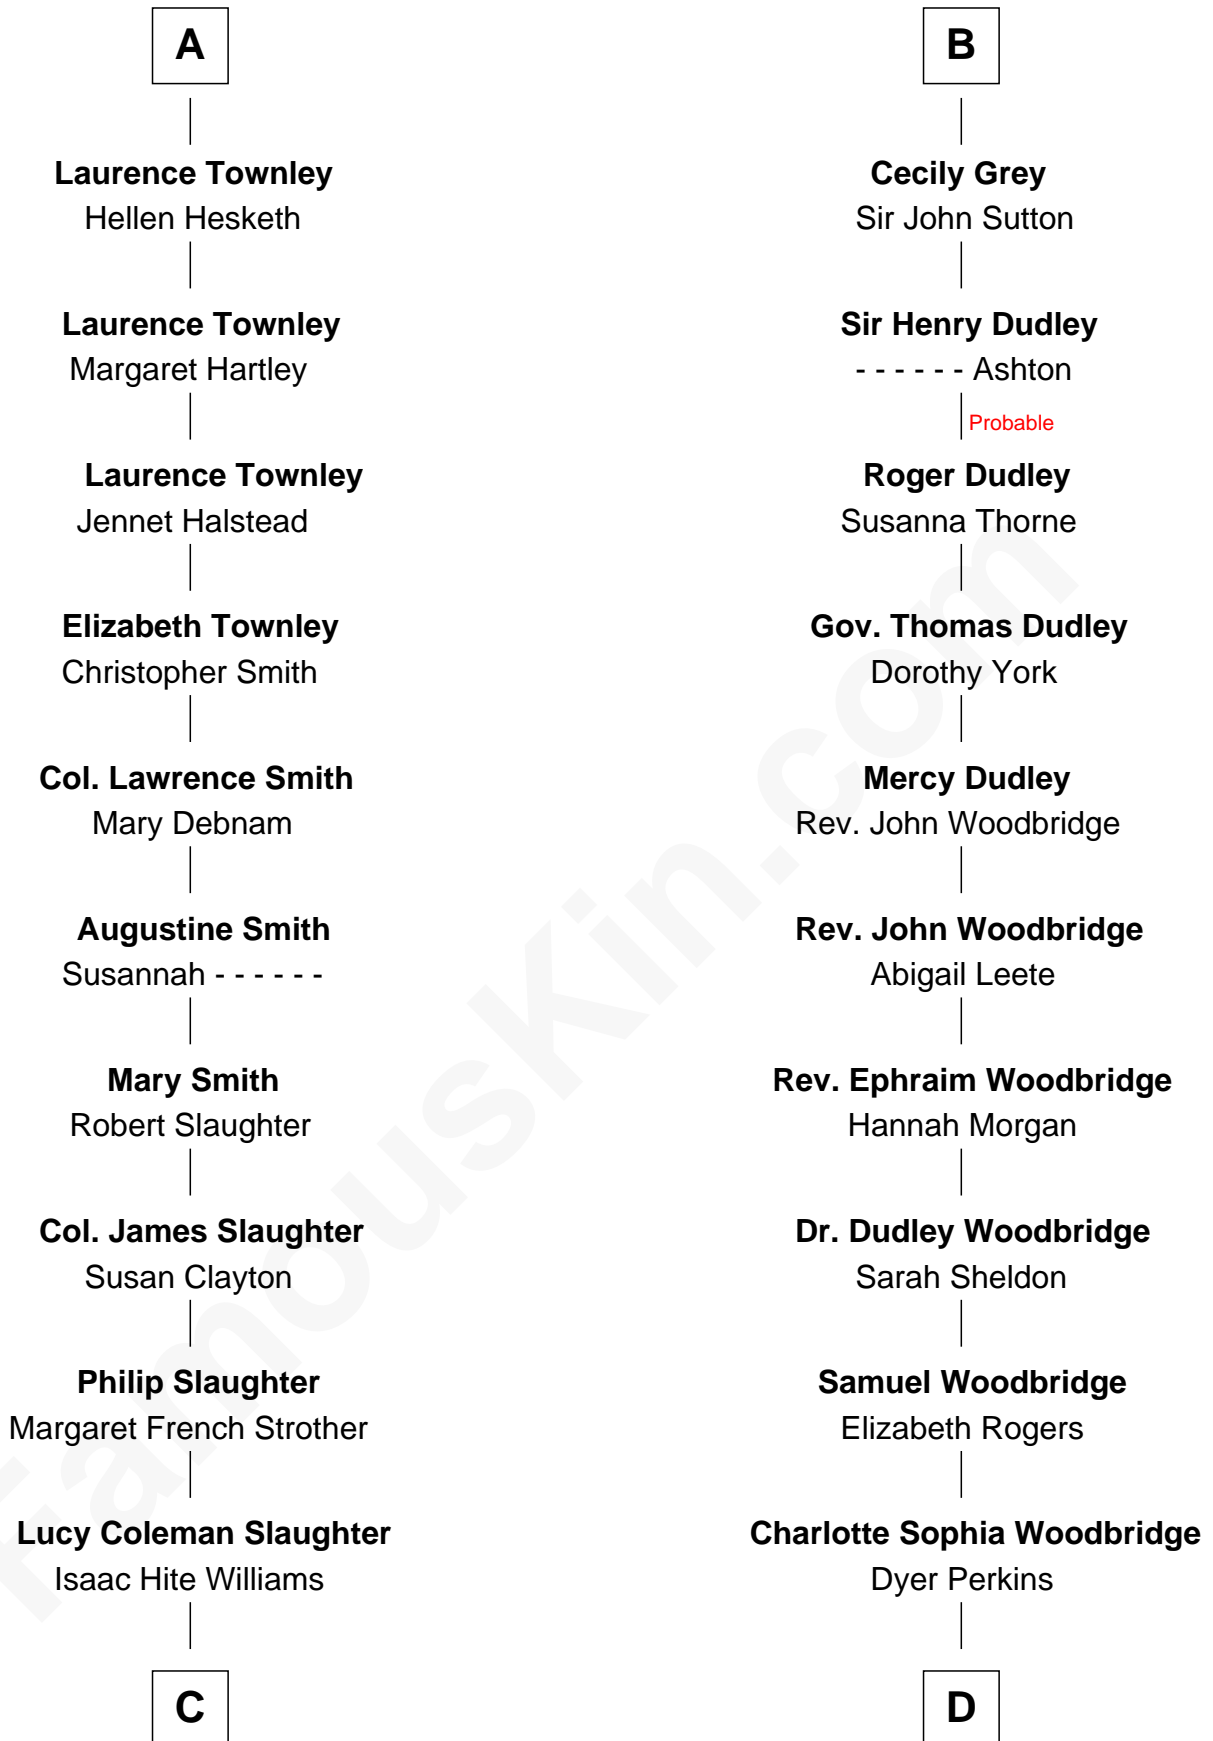 A
Laurence Townley
Hellen Hesketh
Laurence Townley
Margaret Hartley
Laurence Townley
Jennet Halstead
Elizabeth Townley
Christopher Smith
Col. Lawrence Smith
Mary Debnam
Augustine Smith
Susannah - - - - - -
Mary Smith
Robert Slaughter
Col. James Slaughter
Susan Clayton
Philip Slaughter
Margaret French Strother
Lucy Coleman Slaughter
Isaac Hite Williams
C
B
Cecily Grey
Sir John Sutton
Sir Henry Dudley
- - - - - - Ashton
Probable
Roger Dudley
Susanna Thorne
Gov. Thomas Dudley
Dorothy York
Mercy Dudley
Rev. John Woodbridge
Rev. John Woodbridge
Abigail Leete
Rev. Ephraim Woodbridge
Hannah Morgan
Dr. Dudley Woodbridge
Sarah Sheldon
Samuel Woodbridge
Elizabeth Rogers
Charlotte Sophia Woodbridge
Dyer Perkins
D
FamousKin.com